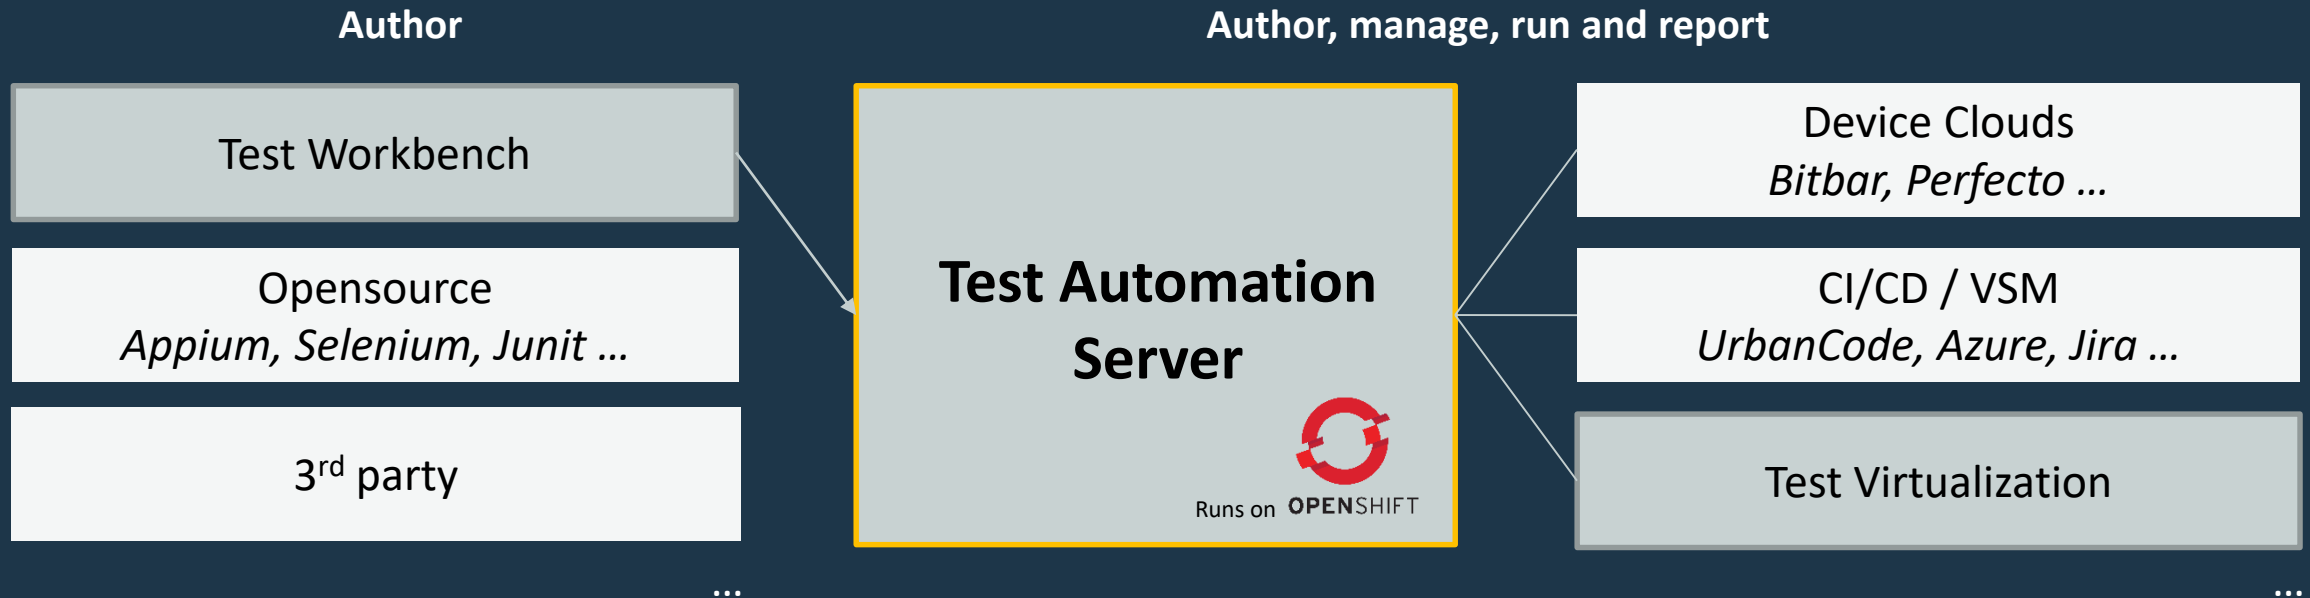 Author
Test Workbench
Opensource
Appium, Selenium, Junit ...
3rd party
...
Author, manage, run and report
Test Automation
Server
Runs on OPENSHIFT
Device Clouds
Bitbar, Perfecto ...
CI/CD / VSM
UrbanCode, Azure, Jira ...
Test Virtualization
...